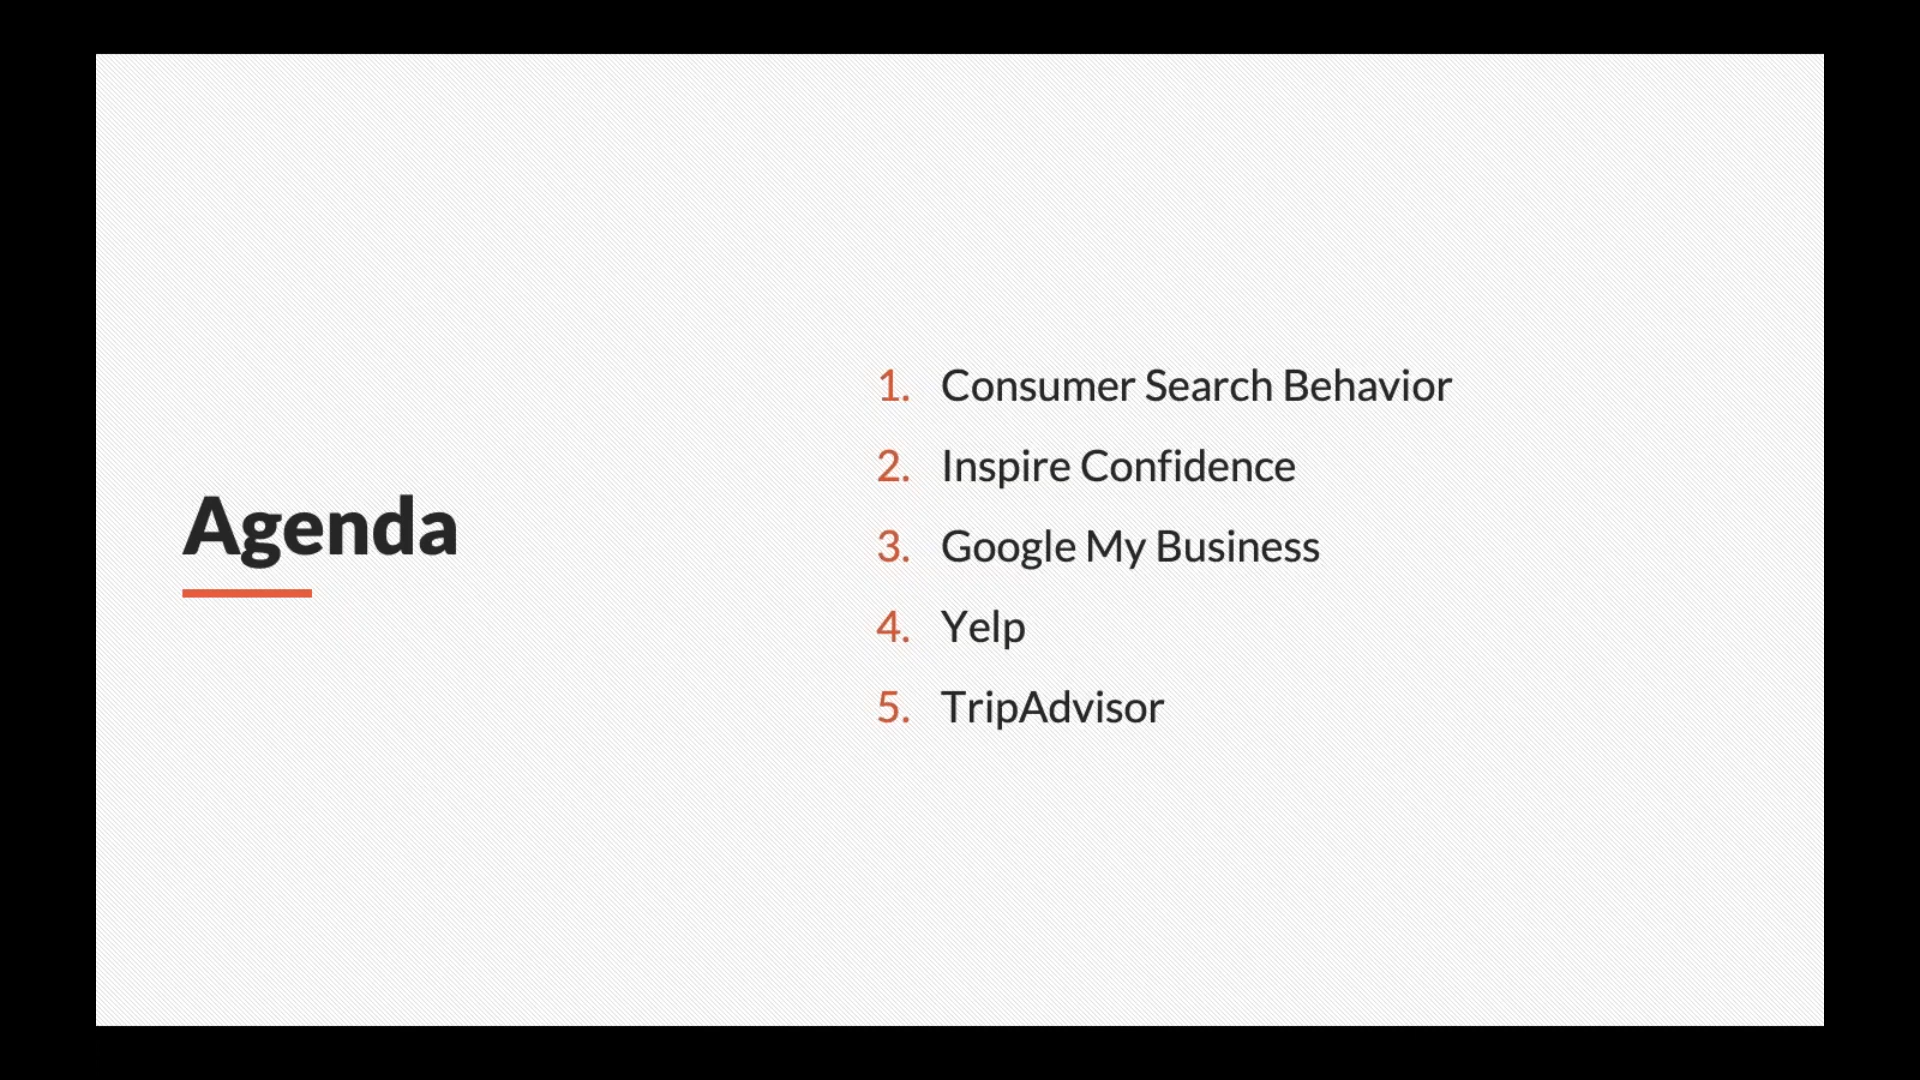 Agenda
1. Consumer Search Behavior
2. Inspire Confidence
3. Google My Business
4. Yelp
5. TripAdvisor